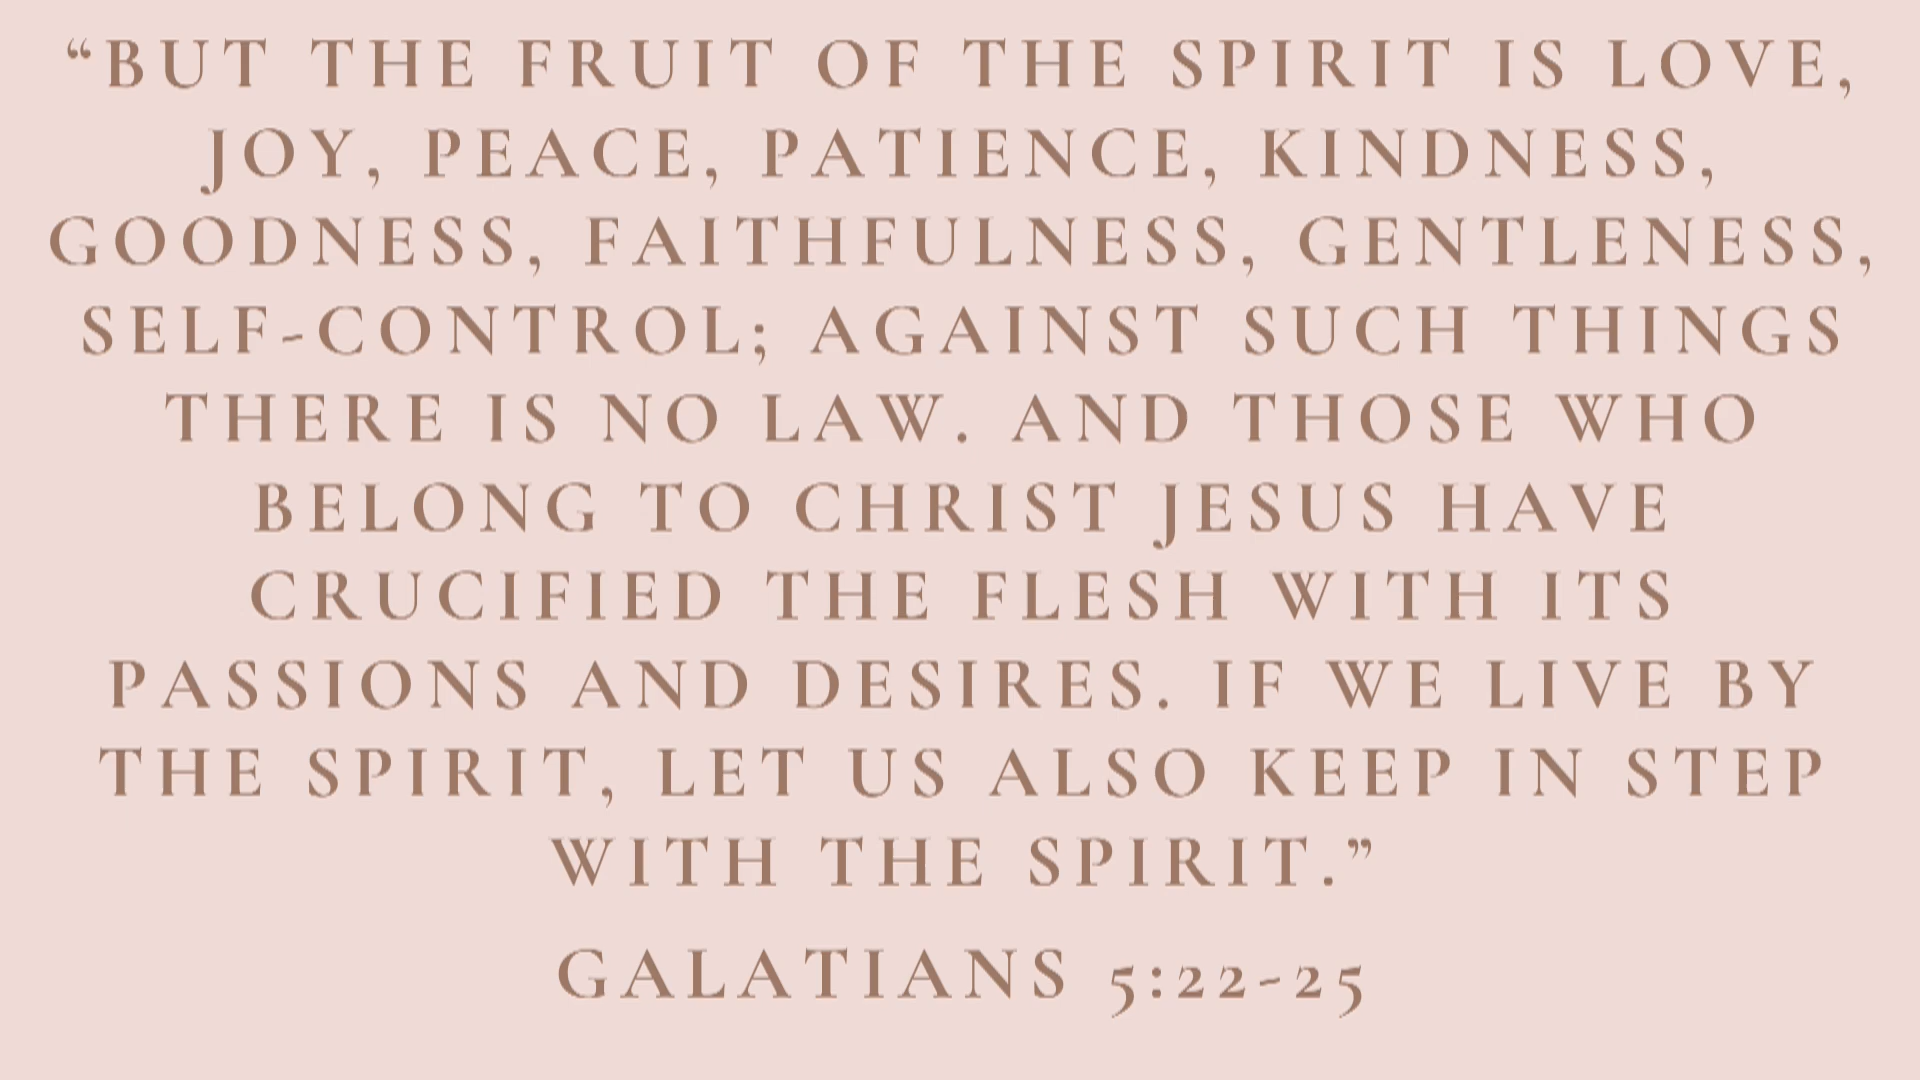 “BUT THE FRUIT OF THE SPIRIT IS LOVE,
JOY, PEACE, PATIENCE, KINDNESS,
GOODNESS, FAITHFULNESS, GENTLENESS,
SELF-CONTROL; AGAINST SUCH THINGS
THERE IS NO LAW. AND THOSE WHO
BELONG TO CHRIST JESUS HAVE
CRUCIFIED THE FLESH WITH ITS
PASSIONS AND DESIRES. IF WE LIVE BY
THE SPIRIT, LET US ALSO KEEP IN STEP
WITH THE SPIRIT.”
GALATIANS 5:22-25